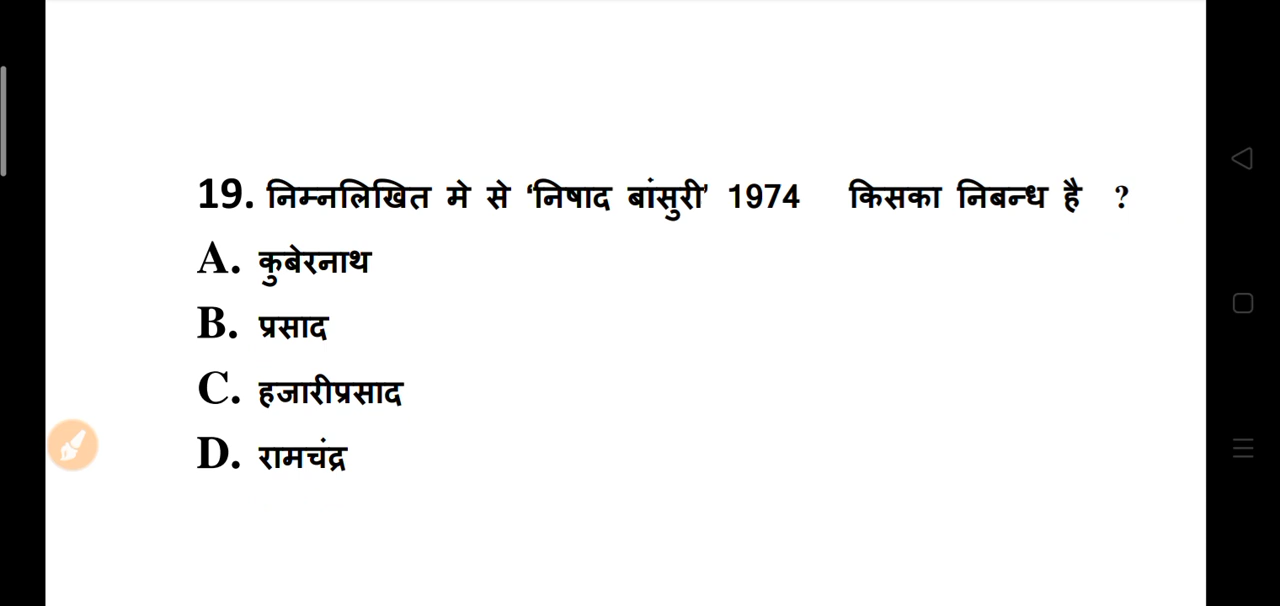 19. निम्नलिखित मे से ‘निषाद बांसुरी’ 1974 किसका निबन्ध है ?
A. कुबेरनाथ
B. प्रसाद
C. हजारीप्रसाद
D. रामचंद्र